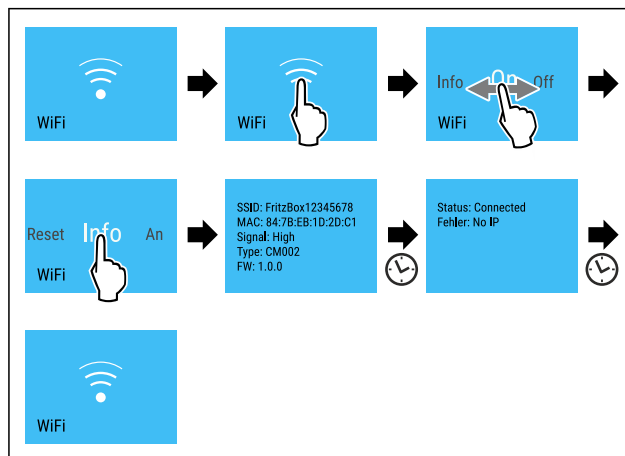 WiFi
WiFi
Info On Off
WiFi
Reset Info An
WiFi
SSID: FritzBox12345678
MAC: 84:7B:EB:1D:2D:C1
Signal: High
Type: CM002
FW: 1.0.0
Status: Connected
Fehler: No IP
WiFi